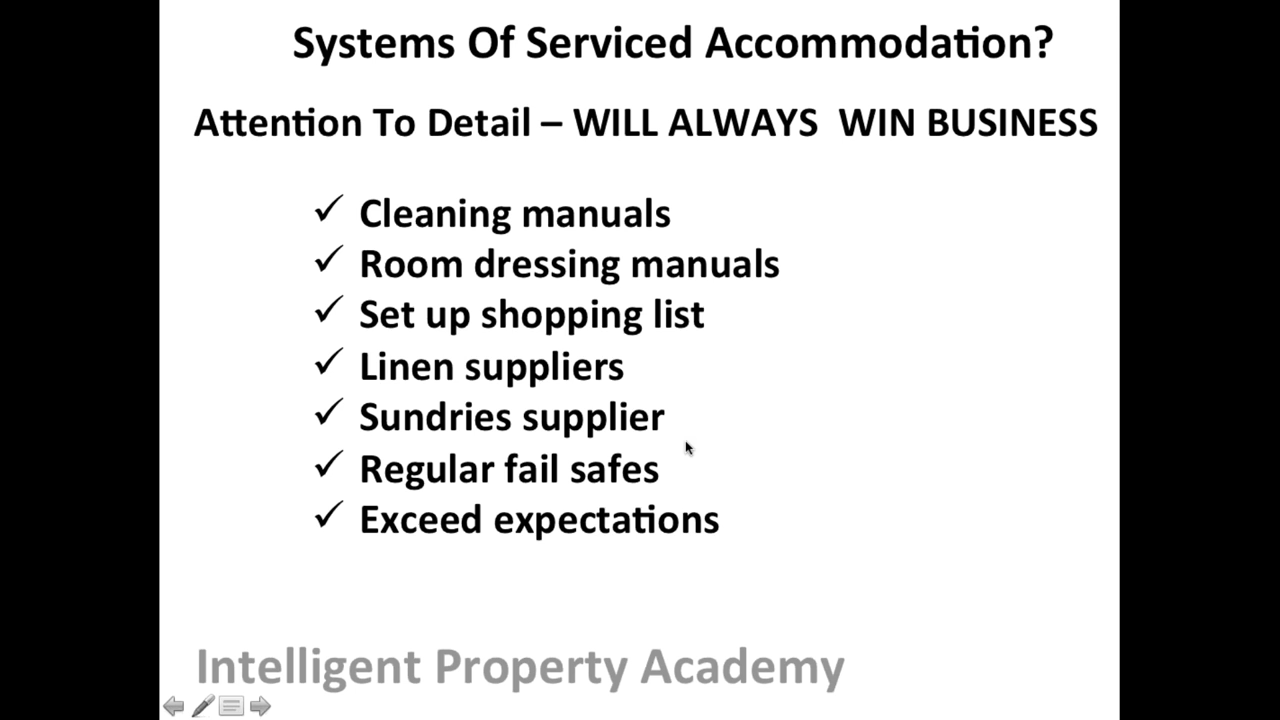 Systems Of Serviced Accommodation?
Attention To Detail – WILL ALWAYS  WIN BUSINESS
✓ Cleaning manuals
✓ Room dressing manuals
✓ Set up shopping list
✓ Linen suppliers
✓ Sundries supplier
✓ Regular fail safes
✓ Exceed expectations
Intelligent Property Academy